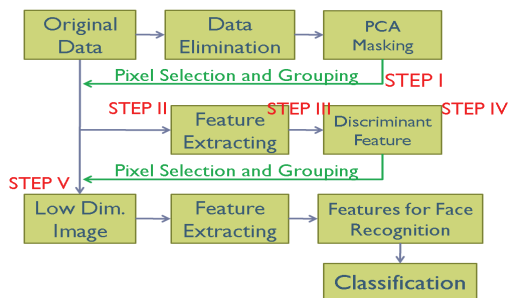 Original
Data
Data
Elimination
PCA
Masking
Pixel Selection and Grouping
STEP I
STEP II
Feature
Extracting
STEP III
Discriminant
Feature
STEP IV
Pixel Selection and Grouping
STEP V
Low Dim.
Image
Feature
Extracting
Features for Face
Recognition
Classification